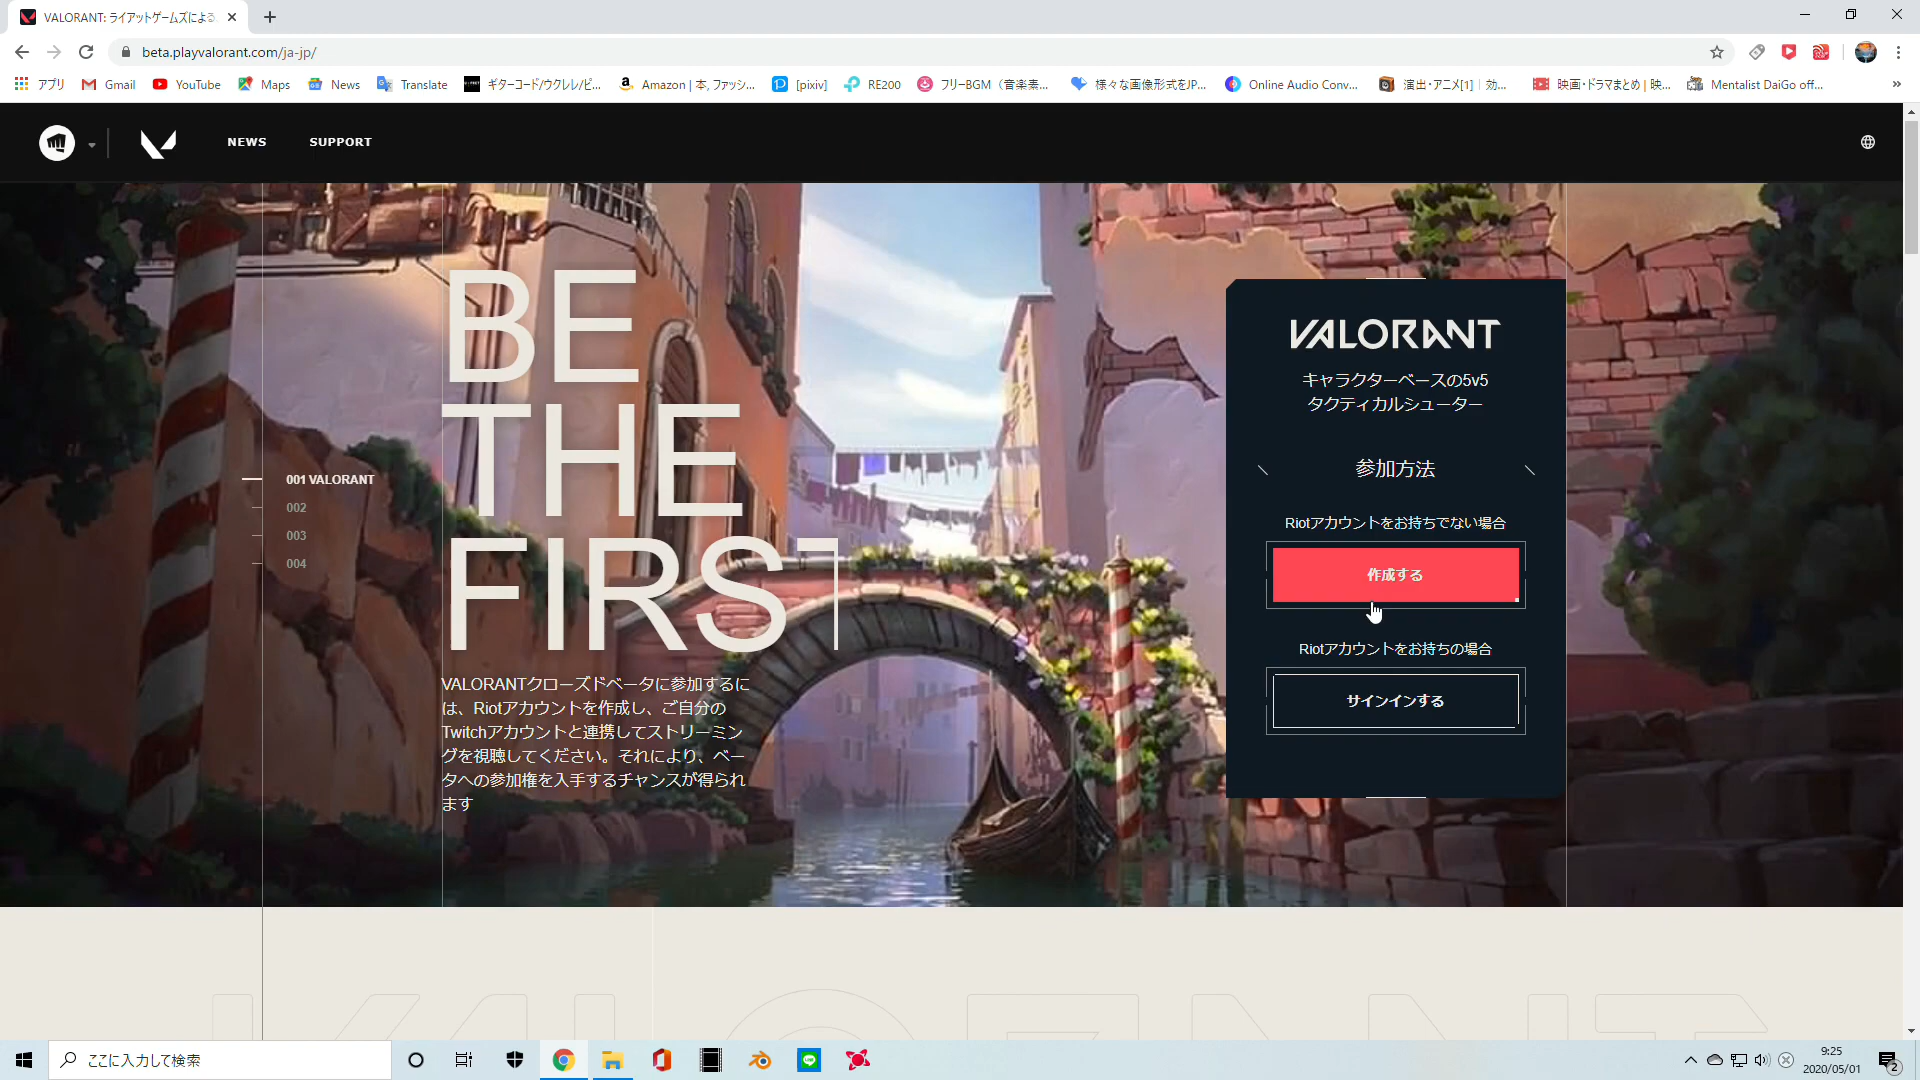 VALORANT: ライアットゲームズによる
beta.playvalorant.com/ja-jp/
アプリ
Gmail
YouTube
Maps
News
Translate
ギターコード/ウクレレ/ピ...
Amazon | 本, ファッシ...
[pixiv]
RE200
フリーBGM（音楽素...
様々な画像形式をJP...
Online Audio Conv...
演出・アニメ[1]｜効...
映画・ドラマまとめ | 映...
Mentalist DaiGo off...
NEWS
SUPPORT
BE
THE
FIRST
001 VALORANT
002
003
004
VALORANTクローズドベータに参加するに
は、Riotアカウントを作成し、ご自分の
Twitchアカウントと連携してストリーミン
グを視聴してください。それにより、ベー
タへの参加権を入手するチャンスが得られ
ます
VALORANT
キャラクターベースの5v5
タクティカルシューター
参加方法
Riotアカウントをお持ちでない場合
作成する
Riotアカウントをお持ちの場合
サインインする
VALORANT
ここに入力して検索
9:25
2020/05/01
2